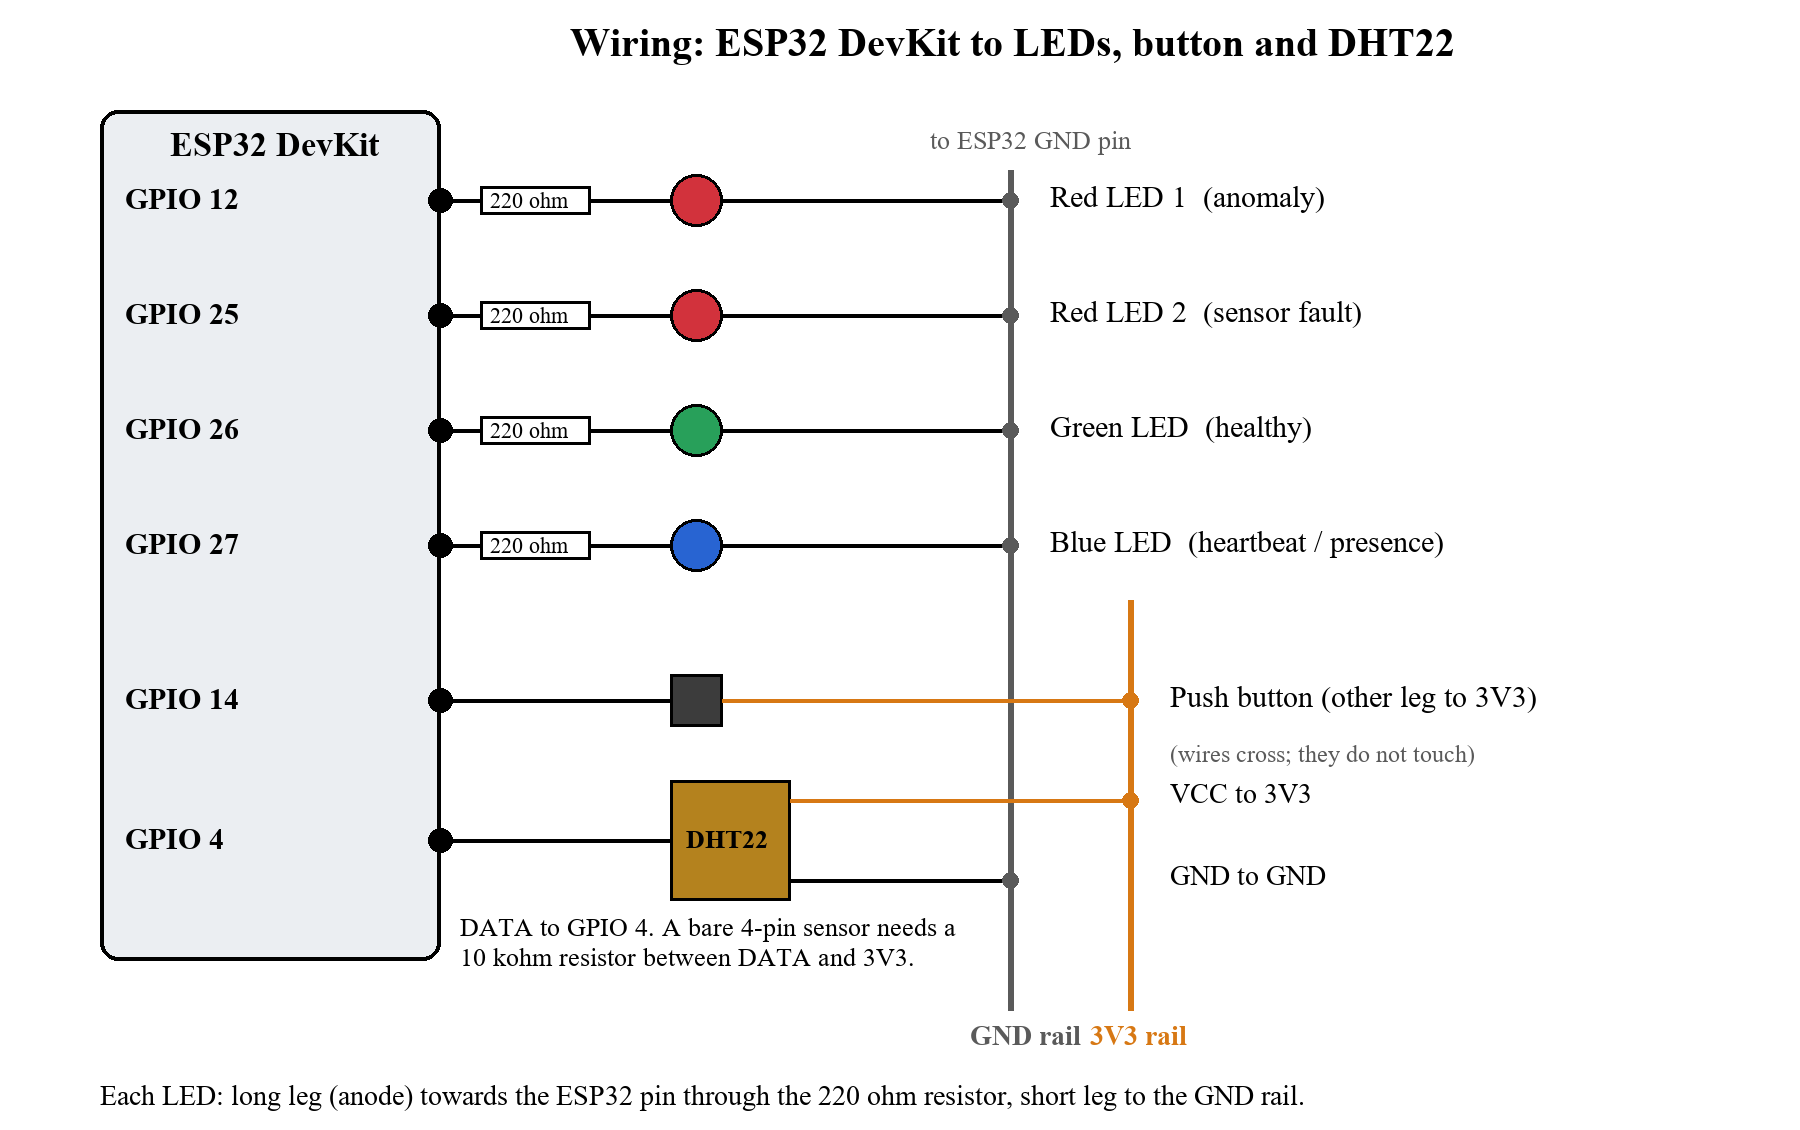 Wiring: ESP32 DevKit to LEDs, button and DHT22
ESP32 DevKit
to ESP32 GND pin
GPIO 12
220 ohm
Red LED 1 (anomaly)
GPIO 25
220 ohm
Red LED 2 (sensor fault)
GPIO 26
220 ohm
Green LED (healthy)
GPIO 27
220 ohm
Blue LED (heartbeat / presence)
GPIO 14
Push button (other leg to 3V3)
(wires cross; they do not touch)
VCC to 3V3
GPIO 4
DHT22
GND to GND
DATA to GPIO 4. A bare 4-pin sensor needs a
10 kohm resistor between DATA and 3V3.
GND rail
3V3 rail
Each LED: long leg (anode) towards the ESP32 pin through the 220 ohm resistor, short leg to the GND rail.